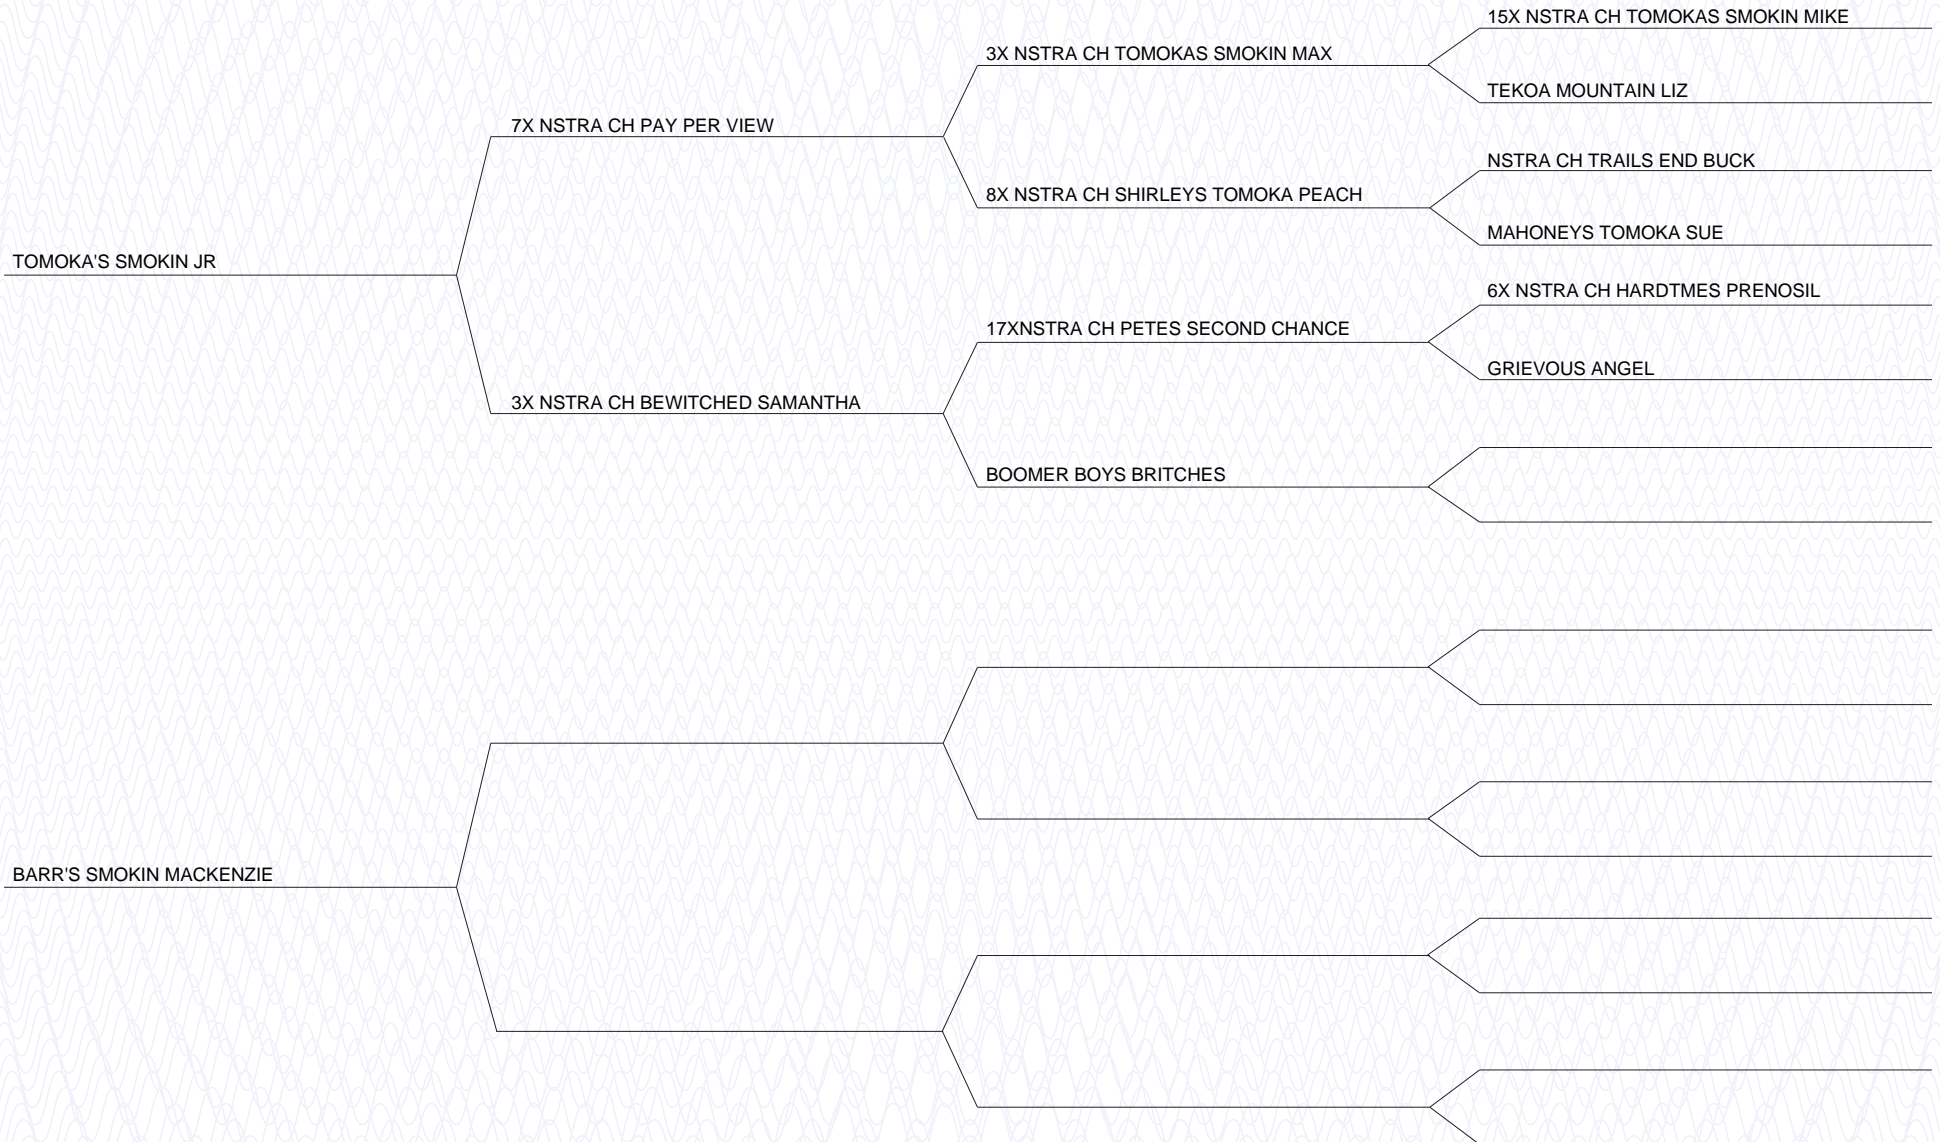 15X NSTRA CH TOMOKAS SMOKIN MIKE
3X NSTRA CH TOMOKAS SMOKIN MAX
TEKOA MOUNTAIN LIZ
7X NSTRA CH PAY PER VIEW
NSTRA CH TRAILS END BUCK
8X NSTRA CH SHIRLEYS TOMOKA PEACH
MAHONEYS TOMOKA SUE
TOMOKA'S SMOKIN JR
6X NSTRA CH HARDTMES PRENOSIL
17XNSTRA CH PETES SECOND CHANCE
GRIEVOUS ANGEL
3X NSTRA CH BEWITCHED SAMANTHA
BOOMER BOYS BRITCHES
BARR'S SMOKIN MACKENZIE